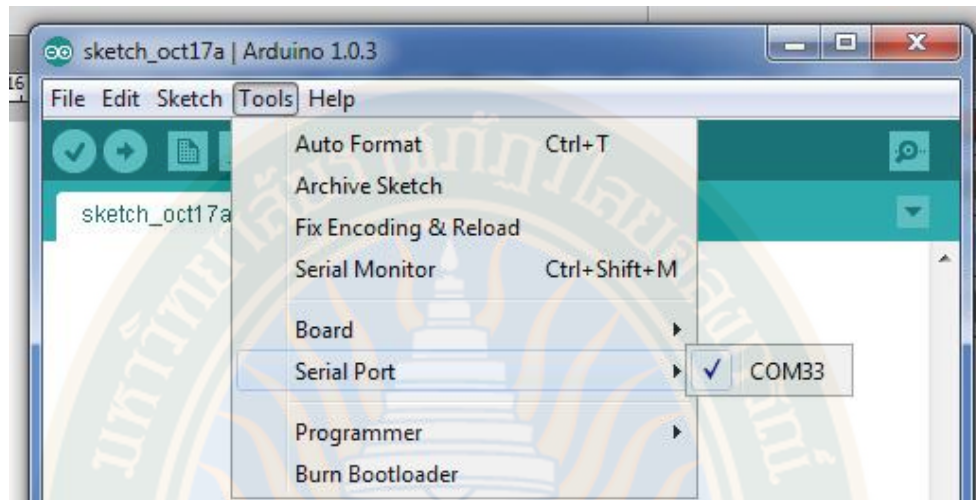 16
sketch_oct17a | Arduino 1.0.3
File Edit Sketch Tools Help
Auto Format Ctrl+T
Archive Sketch
sketch_oct17a
Fix Encoding & Reload
Serial Monitor Ctrl+Shift+M
Board
Serial Port
COM33
Programmer
Burn Bootloader